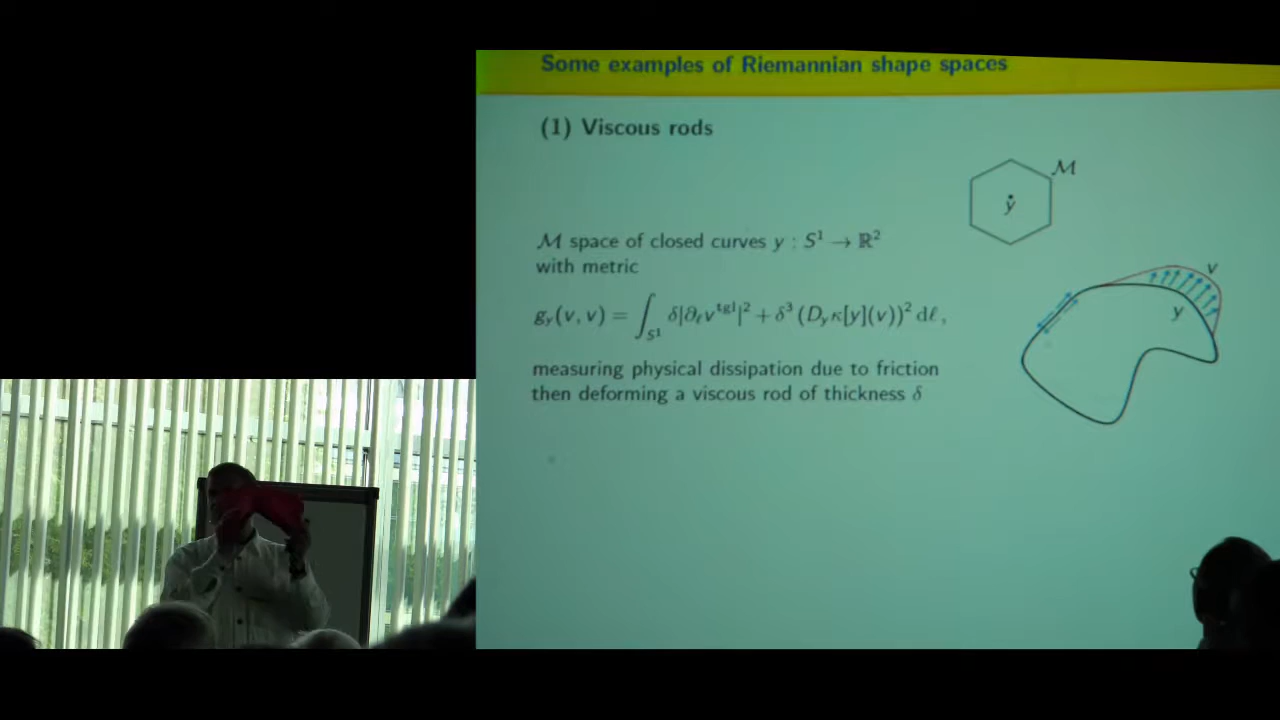 Some examples of Riemannian shape spaces
(1) Viscous rods
M
y
M space of closed curves y : S¹ → ℝ²
with metric
v
y
g_y(v, v) = ∫_{S¹} δ|∂_ℓ v^{tgl}|² + δ³ (D_y κ[y](v))² dℓ ,
measuring physical dissipation due to friction
then deforming a viscous rod of thickness δ